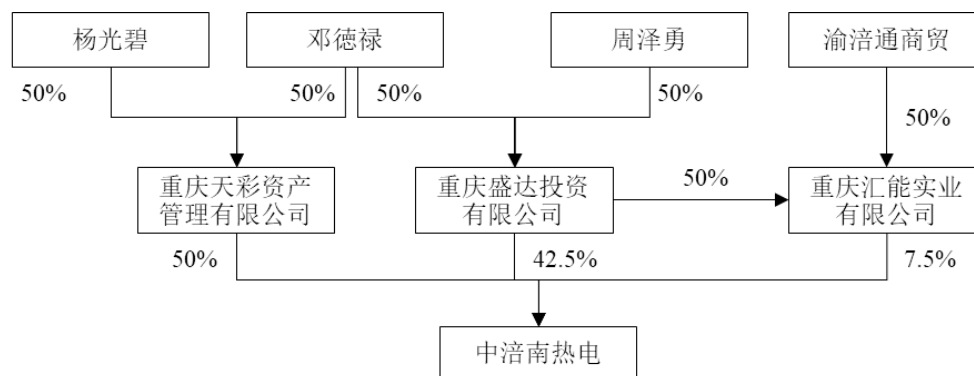 杨光碧
邓德禄
周泽勇
渝涪通商贸
50%
50%
50%
50%
50%
重庆天彩资产
管理有限公司
重庆盛达投资
有限公司
50%
重庆汇能实业
有限公司
50%
42.5%
7.5%
中涪南热电